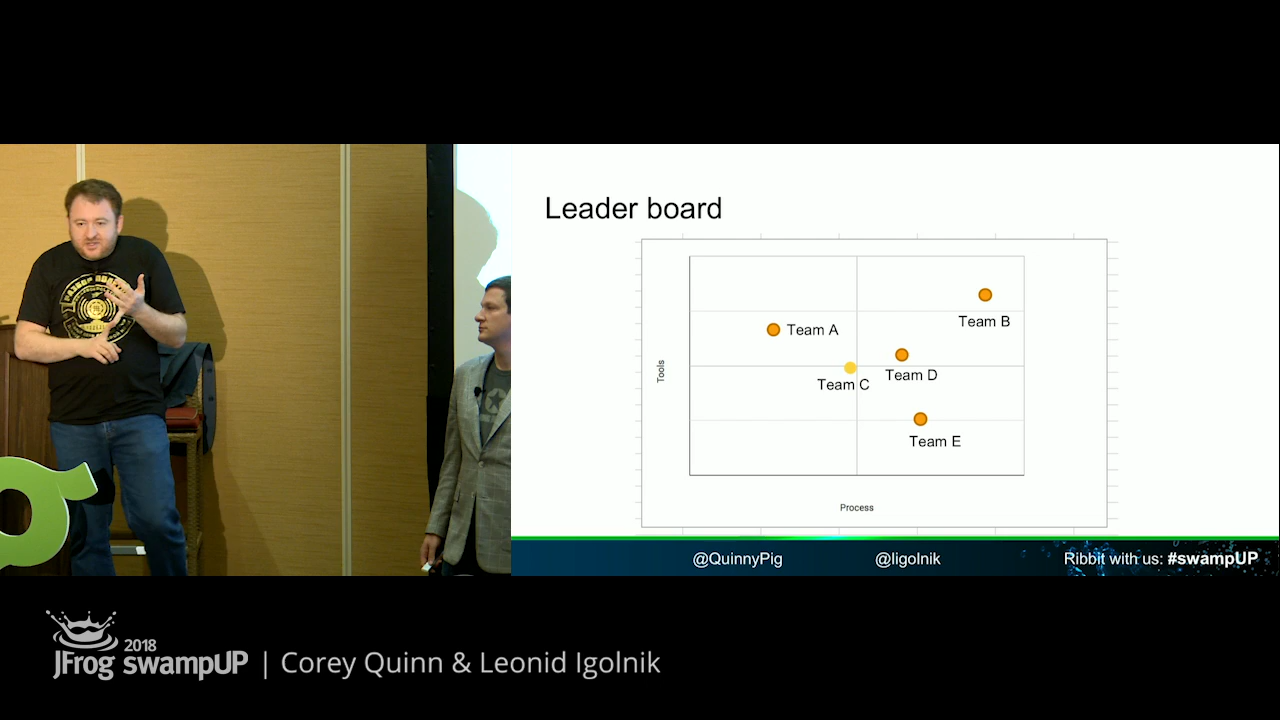 Leader board
Team B
Team A
Tools
Team D
Team C
Team E
Process
@QuinnyPig
@ligolnik
Ribbit with us: #swampUP
2018
JFrog swampUP | Corey Quinn & Leonid Igolnik